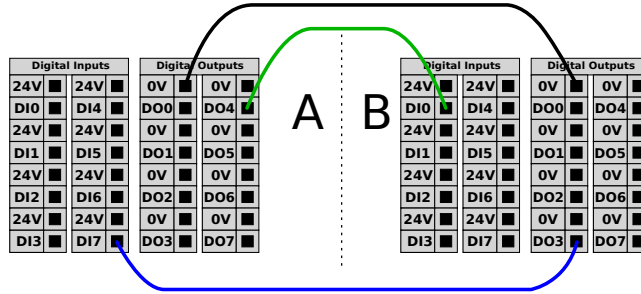 Digital Inputs Digital Outputs Digital Inputs Digital Outputs
24V 24V 0V 0V 24V 24V 0V 0V
DI0 DI4 DO0 DO4 A B DI0 DI4 DO0 DO4
24V 24V 0V 0V 24V 24V 0V 0V
DI1 DI5 DO1 DO5 DI1 DI5 DO1 DO5
24V 24V 0V 0V 24V 24V 0V 0V
DI2 DI6 DO2 DO6 DI2 DI6 DO2 DO6
24V 24V 0V 0V 24V 24V 0V 0V
DI3 DI7 DO3 DO7 DI3 DI7 DO3 DO7